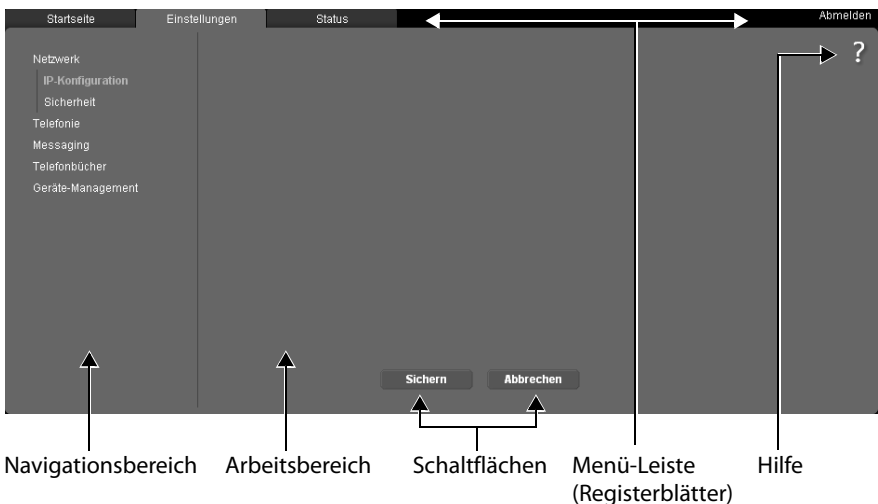 Startseite Einstellungen Status Abmelden
?
Netzwerk
IP-Konfiguration
Sicherheit
Telefonie
Messaging
Telefonbücher
Geräte-Management
Sichern Abbrechen
Navigationsbereich Arbeitsbereich Schaltflächen Menü-Leiste Hilfe
(Registerblätter)